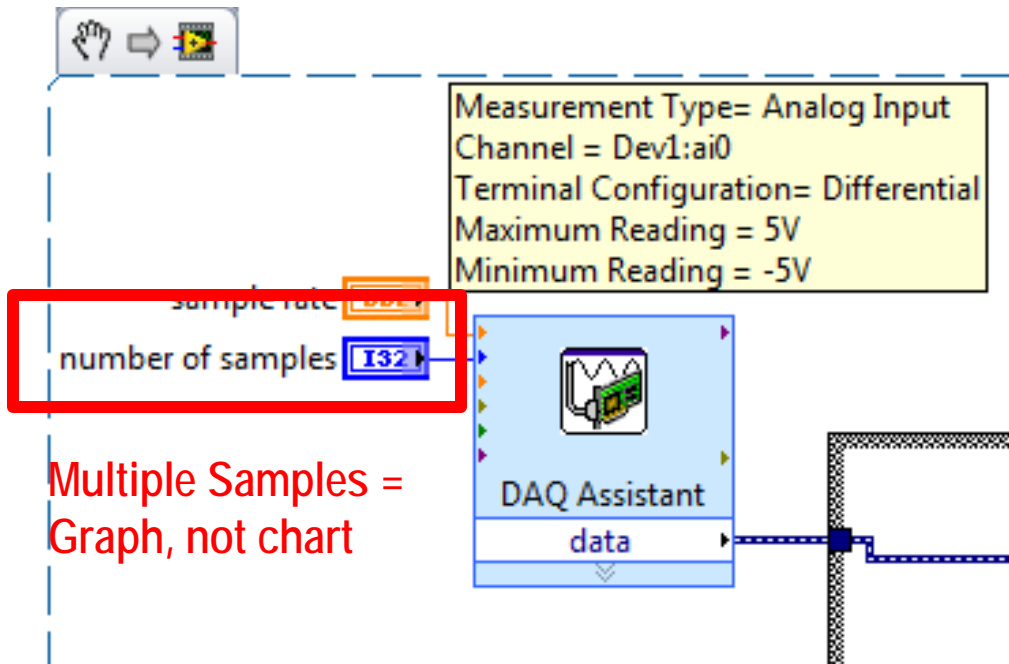 Measurement Type= Analog Input
Channel = Dev1:ai0
Terminal Configuration= Differential
Maximum Reading = 5V
Minimum Reading = -5V
sample rate DBL
number of samples I32
Multiple Samples =
Graph, not chart
DAQ Assistant
data